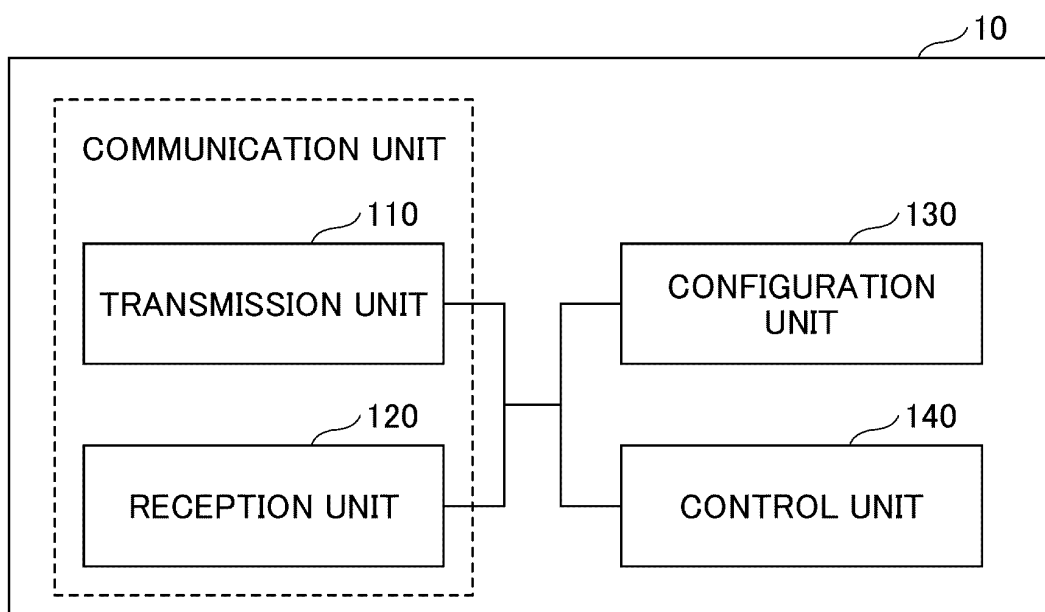 10
COMMUNICATION UNIT
110
TRANSMISSION UNIT
120
RECEPTION UNIT
130
CONFIGURATION
UNIT
140
CONTROL UNIT